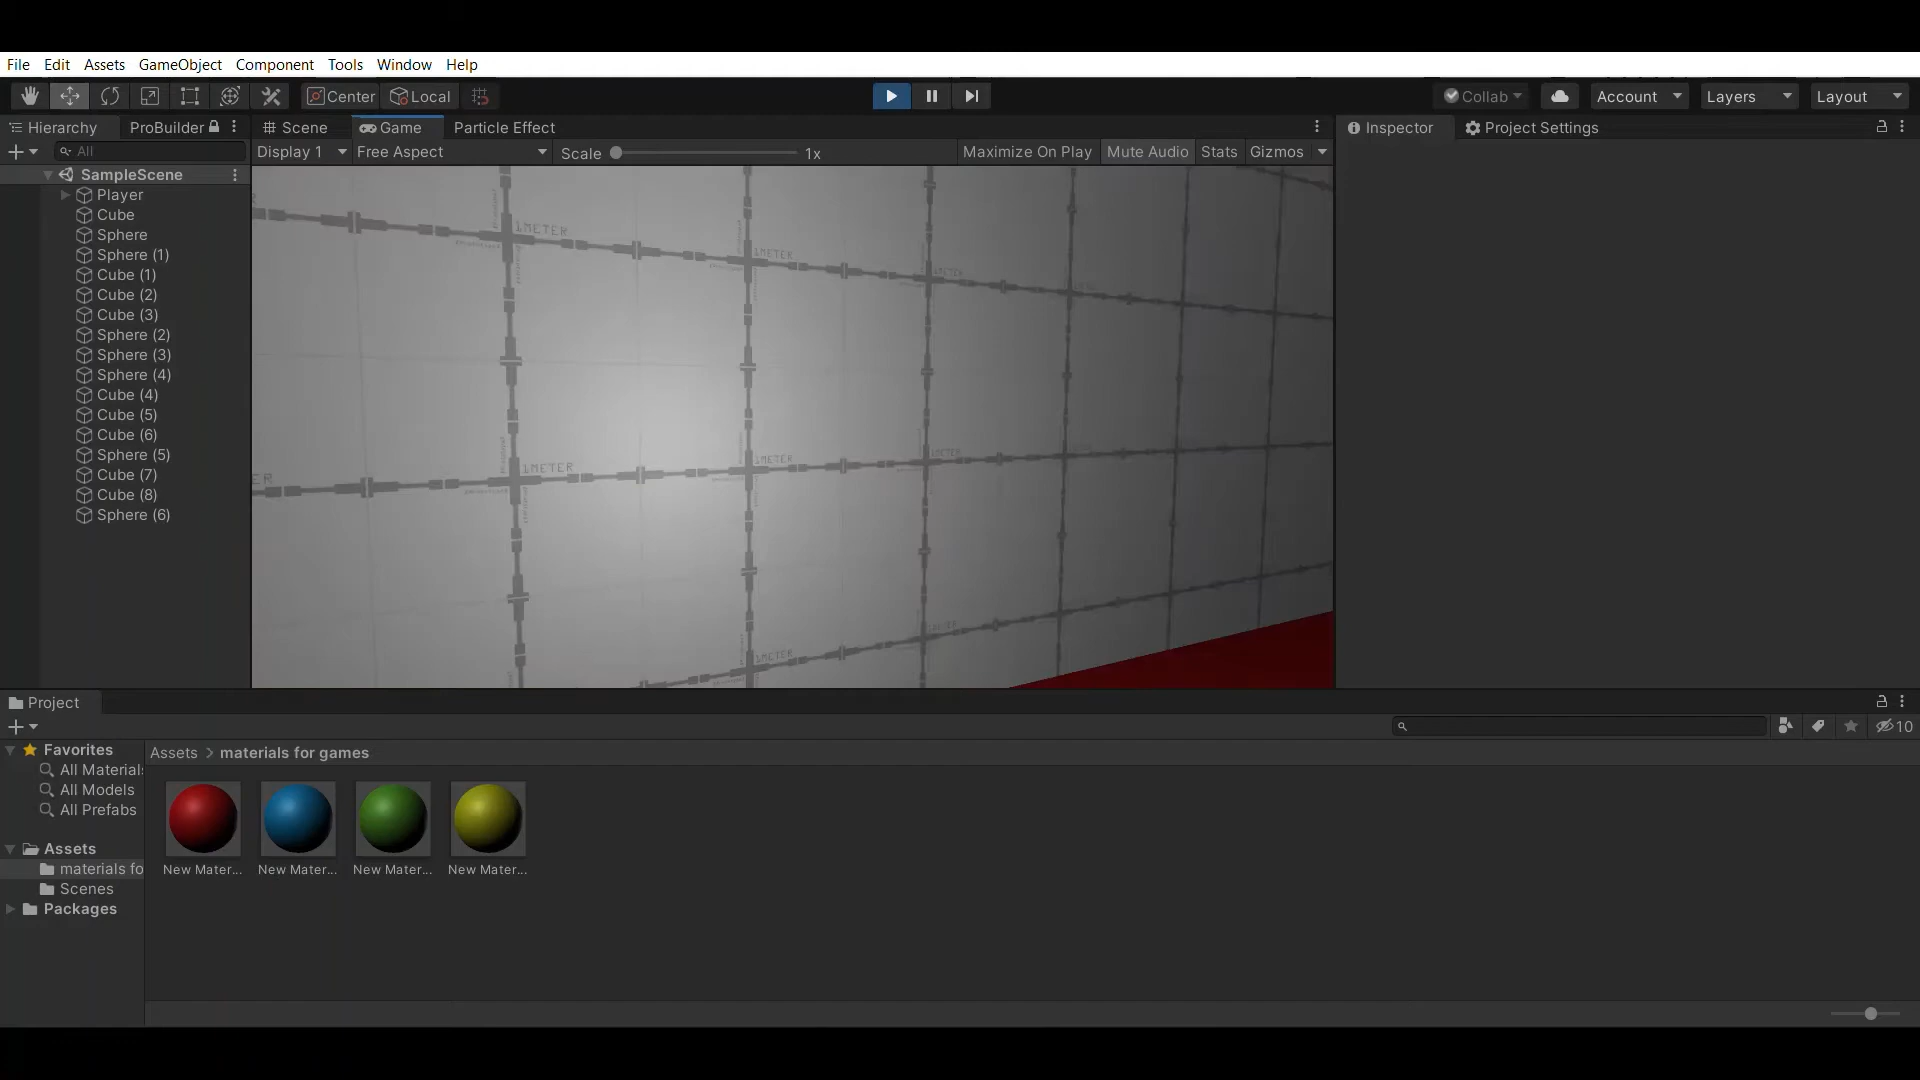 File Edit Assets GameObject Component Tools Window Help
Center Local Collab Account Layers Layout
Hierarchy ProBuilder Scene Game Particle Effect Inspector Project Settings
All Display 1 Free Aspect Scale 1x Maximize On Play Mute Audio Stats Gizmos
SampleScene
Player
Cube
Sphere
Sphere (1)
Cube (1)
Cube (2)
Cube (3)
Sphere (2)
Sphere (3)
Sphere (4)
Cube (4)
Cube (5)
Cube (6)
Sphere (5)
Cube (7)
Cube (8)
Sphere (6)
1METER 1METER 1METER
ER 1METER 1METER 1METER
1METER
Project
10
Favorites Assets > materials for games
All Materials
All Models
All Prefabs
Assets
materials fo
Scenes
Packages
New Mater... New Mater... New Mater... New Mater...